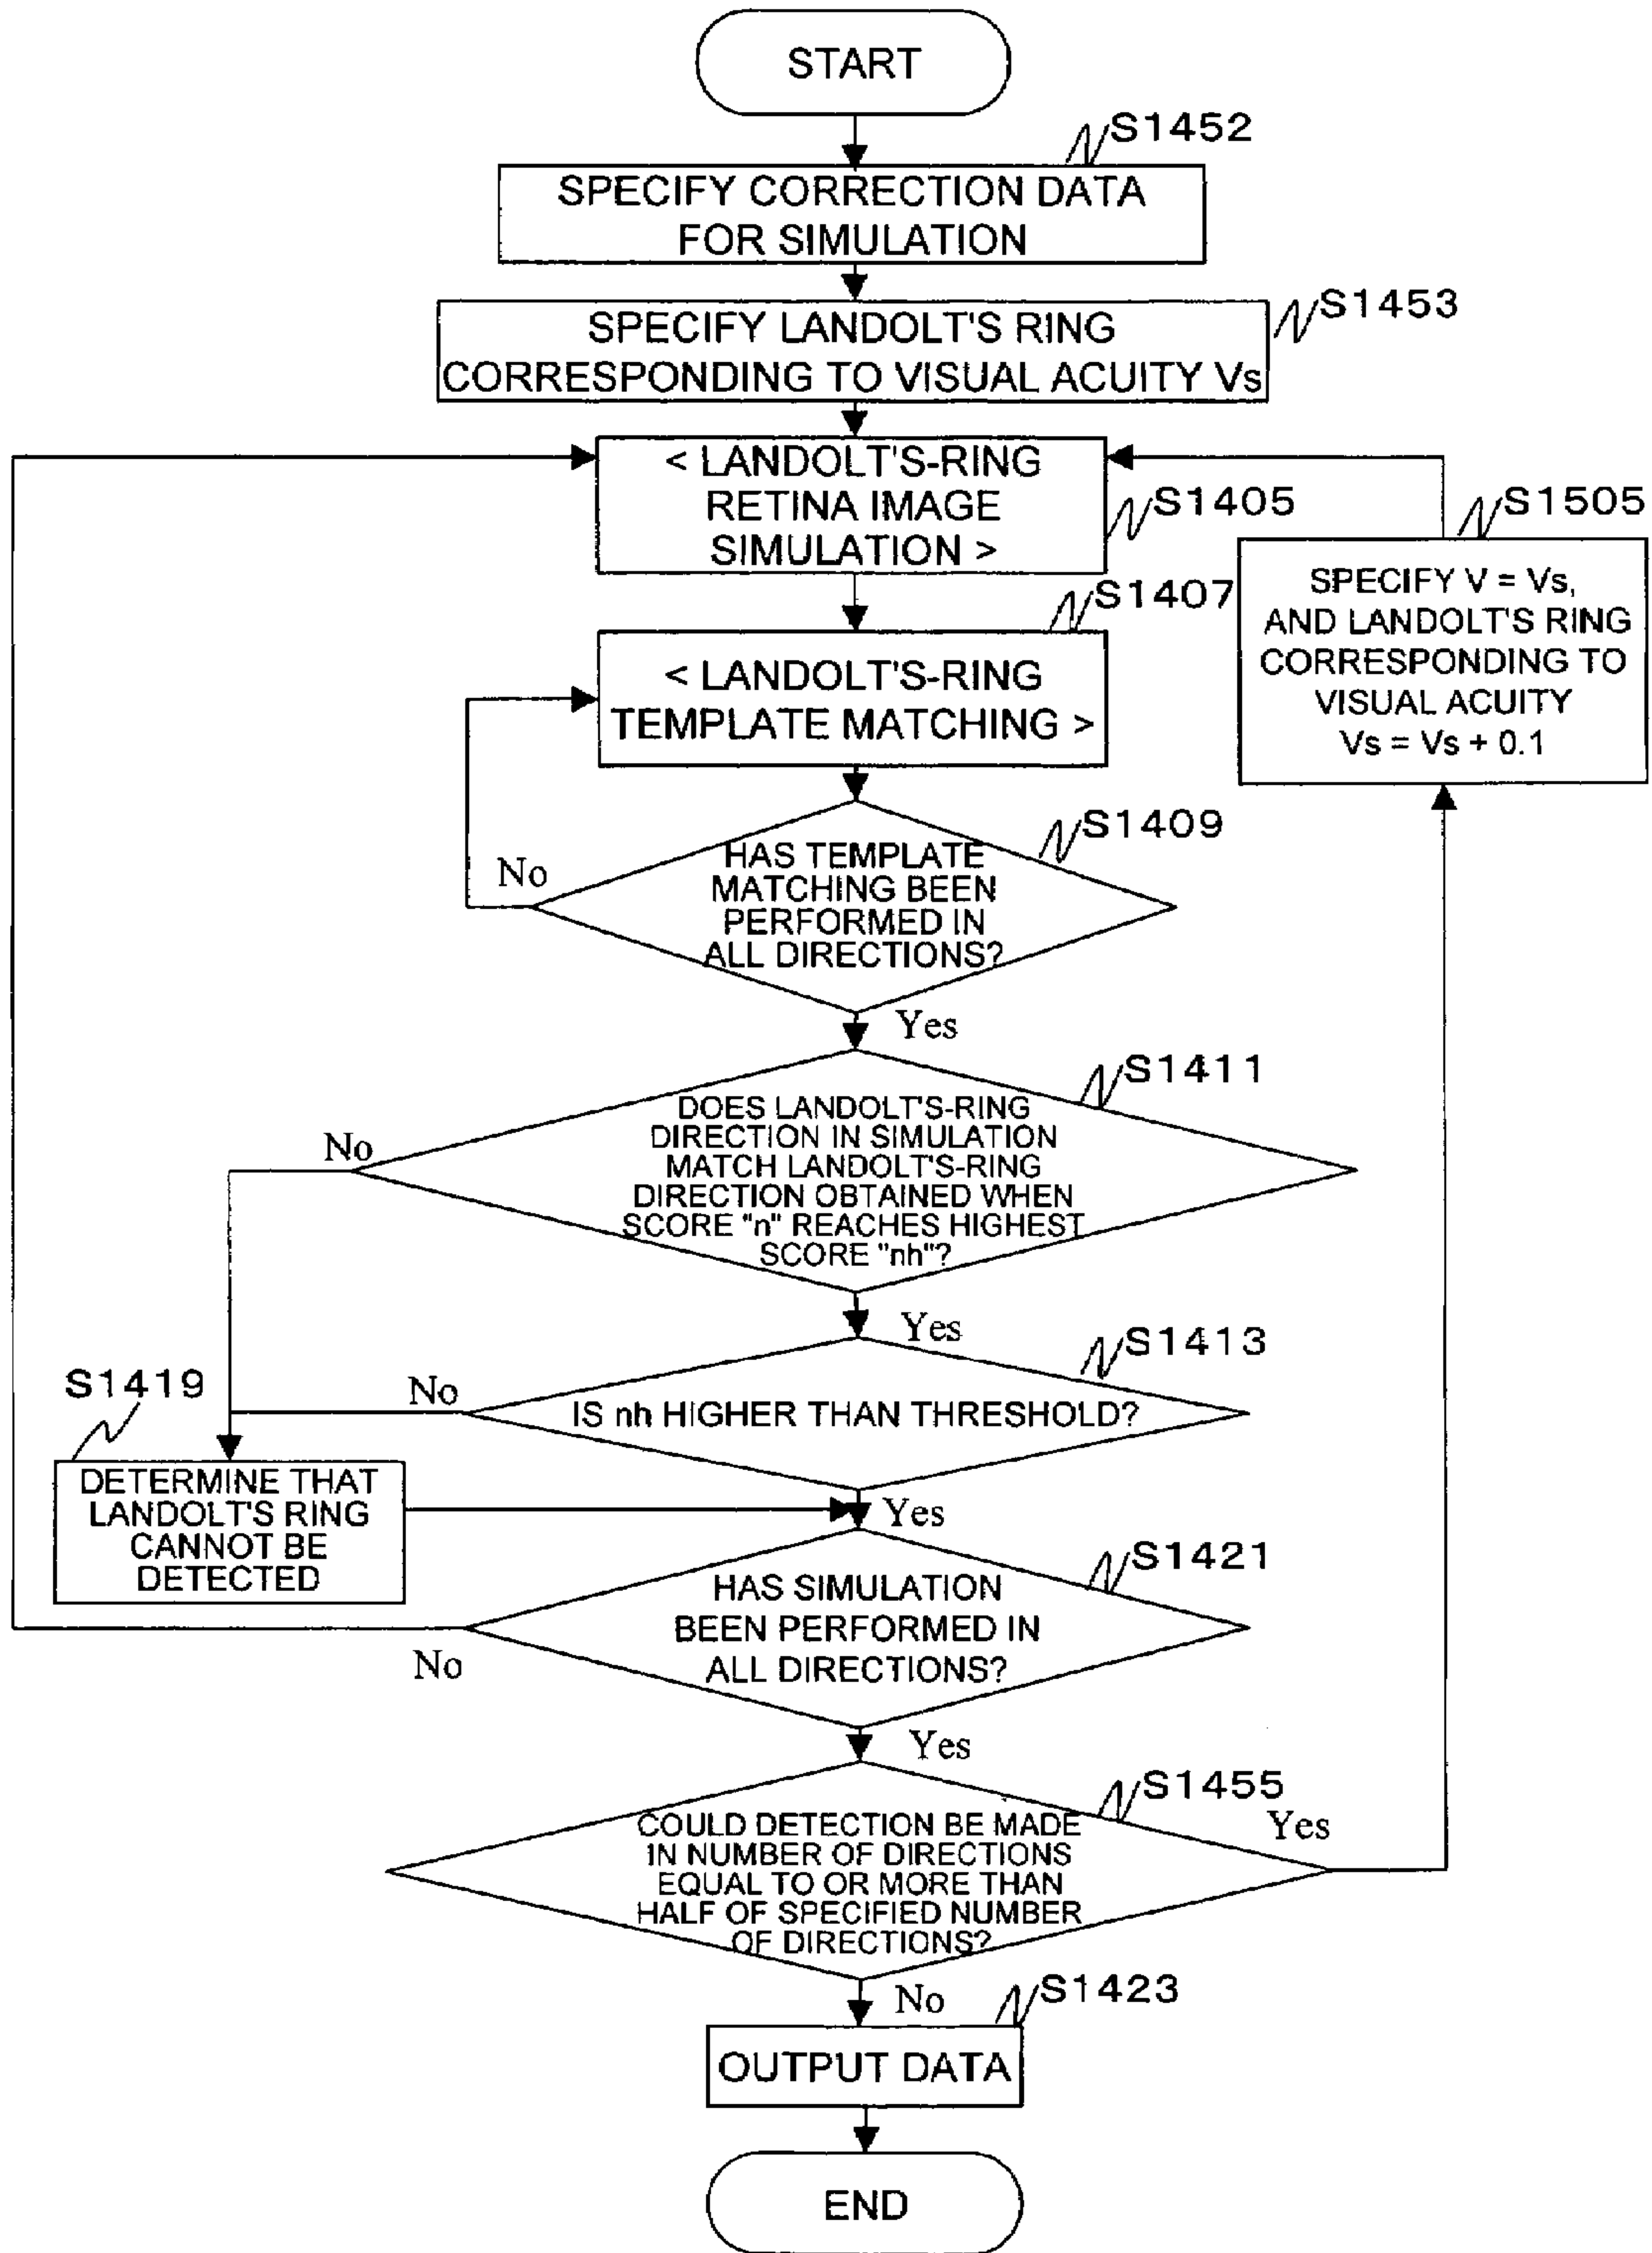 START
S1452
SPECIFY CORRECTION DATA
FOR SIMULATION
S1453
SPECIFY LANDOLT'S RING
CORRESPONDING TO VISUAL ACUITY Vs
< LANDOLT'S-RING
RETINA IMAGE
SIMULATION >
S1405
S1505
SPECIFY V = Vs,
AND LANDOLT'S RING
CORRESPONDING TO
VISUAL ACUITY
Vs = Vs + 0.1
S1407
< LANDOLT'S-RING
TEMPLATE MATCHING >
S1409
HAS TEMPLATE
MATCHING BEEN
PERFORMED IN
ALL DIRECTIONS?
No
Yes
S1411
DOES LANDOLT'S-RING
DIRECTION IN SIMULATION
MATCH LANDOLT'S-RING
DIRECTION OBTAINED WHEN
SCORE "n" REACHES HIGHEST
SCORE "nh"?
No
Yes
S1413
IS nh HIGHER THAN THRESHOLD?
No
Yes
S1419
DETERMINE THAT
LANDOLT'S RING
CANNOT BE
DETECTED
S1421
HAS SIMULATION
BEEN PERFORMED IN
ALL DIRECTIONS?
No
Yes
S1455
COULD DETECTION BE MADE
IN NUMBER OF DIRECTIONS
EQUAL TO OR MORE THAN
HALF OF SPECIFIED NUMBER
OF DIRECTIONS?
Yes
No
S1423
OUTPUT DATA
END